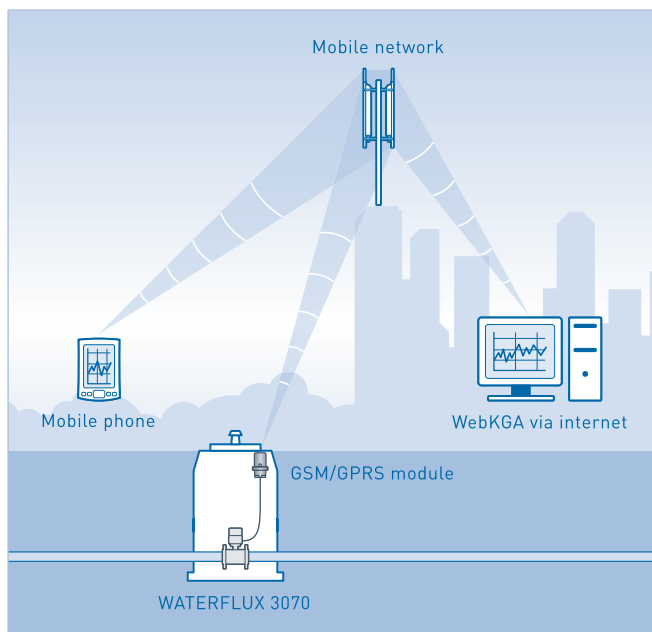 Mobile network
Mobile phone
WebKGA via internet
GSM/GPRS module
WATERFLUX 3070